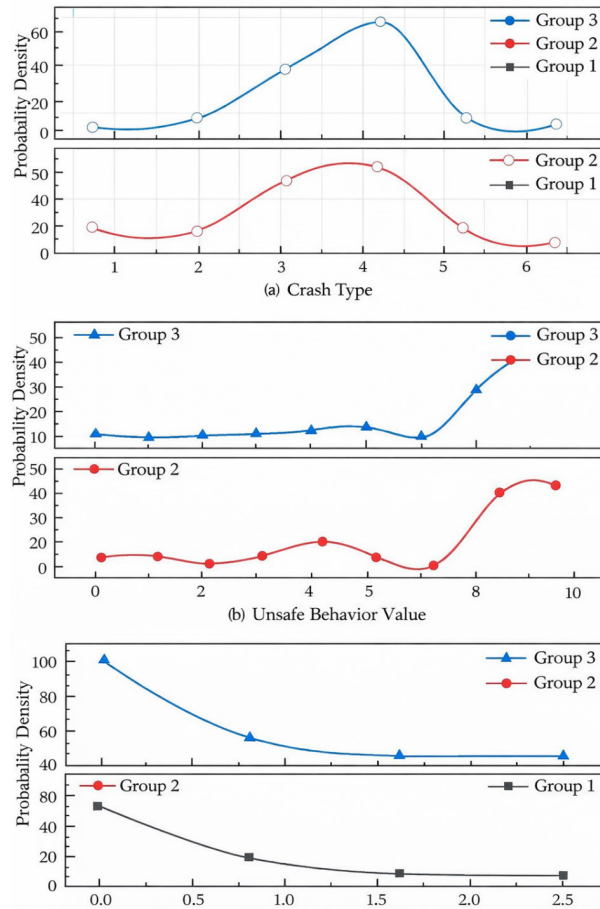 Probability Density
60
40
20
0
Group 3
Group 2
Group 1
50
40
20
0
Group 2
Group 1
1 2 3 4 5 6
(a) Crash Type
Probability Density
50
40
30
20
10
Group 3
Group 3
Group 2
50
40
30
20
10
0
Group 2
0 2 4 5 8 10
(b) Unsafe Behavior Value
Probability Density
100
80
60
40
Group 3
Group 2
80
40
20
0
Group 2
Group 1
0.0 0.5 1.0 1.5 2.0 2.5